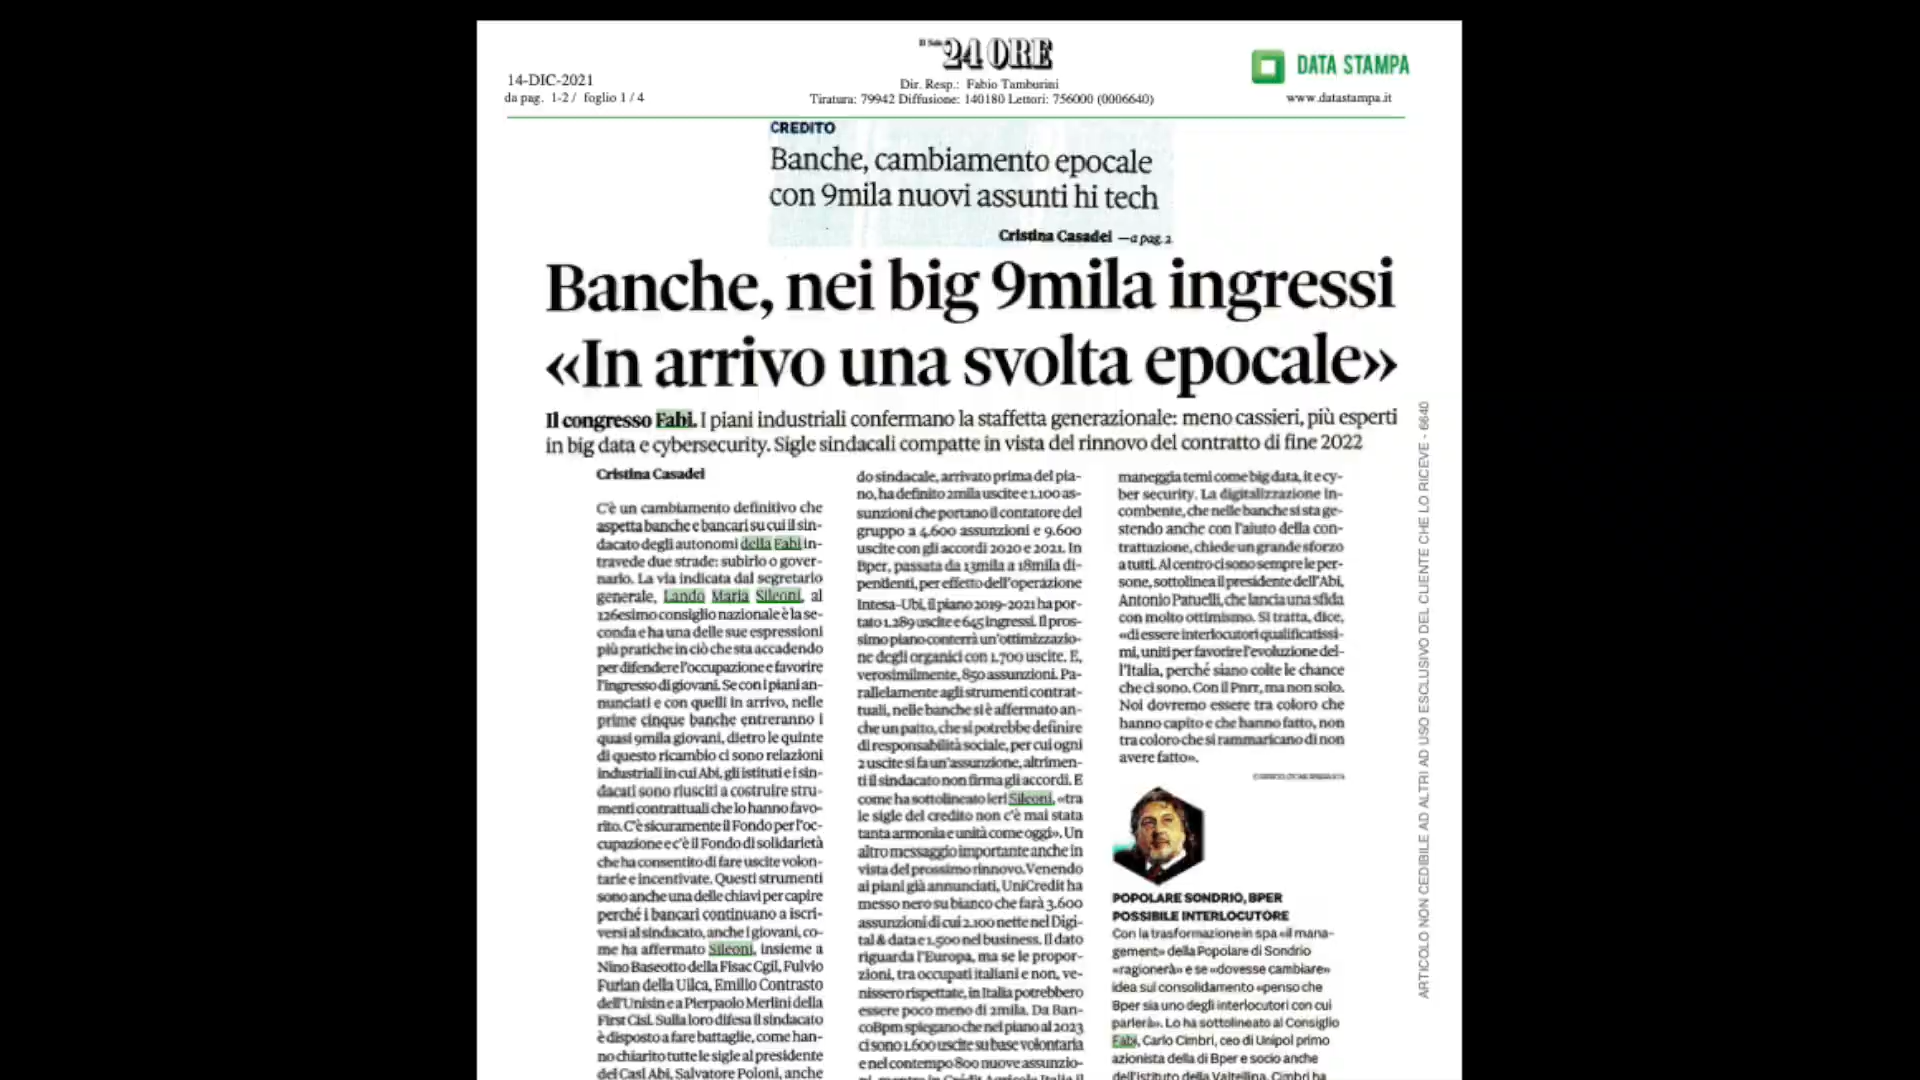 14-DIC-2021
da pag. 1-2 / foglio 1 / 4
Il Sole 24 ORE
Dir. Resp.: Fabio Tamburini
Tiratura: 79942 Diffusione: 140180 Lettori: 756000 (0006640)
DATA STAMPA
www.datastampa.it
CREDITO
Banche, cambiamento epocale
con 9mila nuovi assunti hi tech
Cristina Casadei —a pag. 2
Banche, nei big 9mila ingressi
«In arrivo una svolta epocale»
Il congresso Fabi. I piani industriali confermano la staffetta generazionale: meno cassieri, più esperti
in big data e cybersecurity. Sigle sindacali compatte in vista del rinnovo del contratto di fine 2022
Cristina Casadei
C'è un cambiamento definitivo che
aspetta banche e bancari su cui il sin-
dacato degli autonomi della Fabi in-
travede due strade: subirlo o gover-
narlo. La via indicata dal segretario
generale, Lando Maria Sileoni, al
126esimo consiglio nazionale è la se-
conda e ha una delle sue espressioni
più pratiche in ciò che sta accadendo
per difendere l'occupazione e favorire
l'ingresso di giovani. Se con i piani an-
nunciati e con quelli in arrivo, nelle
prime cinque banche entreranno i
quasi 9mila giovani, dietro le quinte
di questo ricambio ci sono relazioni
industriali in cui Abi, gli istituti e i sin-
dacati sono riusciti a costruire stru-
menti contrattuali che lo hanno favo-
rito. C'è sicuramente il Fondo per l'oc-
cupazione e c'è il Fondo di solidarietà
che ha consentito di fare uscite volon-
tarie e incentivate. Questi strumenti
sono anche una delle chiavi per capire
perché i bancari continuano a iscri-
versi al sindacato, anche i giovani, co-
me ha affermato Sileoni, insieme a
Nino Baseotto della Fisac Cgil, Fulvio
Furlan della Uilca, Emilio Contrasto
dell'Unisin e a Pierpaolo Merlini della
First Cisl. Sulla loro difesa il sindacato
è disposto a fare battaglie, come han-
no chiarito tutte le sigle al presidente
del Casl Abi, Salvatore Poloni, anche
do sindacale, arrivato prima del pia-
no, ha definito 2mila uscite e 1.100 as-
sunzioni che portano il contatore del
gruppo a 4.600 assunzioni e 9.600
uscite con gli accordi 2020 e 2021. In
Bper, passata da 13mila a 18mila di-
pendenti, per effetto dell'operazione
Intesa-Ubi, il piano 2019-2021 ha por-
tato 1.289 uscite e 645 ingressi. Il pros-
simo piano conterrà un'ottimizzazio-
ne degli organici con 1.700 uscite. E,
verosimilmente, 850 assunzioni. Pa-
rallelamente agli strumenti contrat-
tuali, nelle banche si è affermato an-
che un patto, che si potrebbe definire
di responsabilità sociale, per cui ogni
2 uscite si fa un'assunzione, altrimen-
ti il sindacato non firma gli accordi. E
come ha sottolineato ieri Sileoni, «tra
le sigle del credito non c'è mai stata
tanta armonia e unità come oggi». Un
altro messaggio importante anche in
vista del prossimo rinnovo. Venendo
ai piani già annunciati, UniCredit ha
messo nero su bianco che farà 3.600
assunzioni di cui 2.100 nette nel Digi-
tal & data e 1.500 nel business. Il dato
riguarda l'Europa, ma se le propor-
zioni, tra occupati italiani e non, ve-
nissero rispettate, in Italia potrebbero
essere poco meno di 2mila. Da Ban-
coBpm spiegano che nel piano al 2023
ci sono 1.600 uscite su base volontaria
e nel contempo 800 nuove assunzio-
ni, mentre in Crédit Agricole Italia il
maneggia temi come big data, it e cy-
ber security. La digitalizzazione in-
combente, che nelle banche si sta ge-
stendo anche con l'aiuto della con-
trattazione, chiede un grande sforzo
a tutti. Al centro ci sono sempre le per-
sone, sottolinea il presidente dell'Abi,
Antonio Patuelli, che lancia una sfida
con molto ottimismo. Si tratta, dice,
«di essere interlocutori qualificatissi-
mi, uniti per favorire l'evoluzione del-
l'Italia, perché siano colte le chance
che ci sono. Con il Pnrr, ma non solo.
Noi dovremo essere tra coloro che
hanno capito e che hanno fatto, non
tra coloro che si rammaricano di non
avere fatto».
POPOLARE SONDRIO, BPER
POSSIBILE INTERLOCUTORE
Con la trasformazione in spa «il mana-
gement» della Popolare di Sondrio
«ragionerà» e se «dovesse cambiare»
idea sul consolidamento «penso che
Bper sia uno degli interlocutori con cui
parlerà». Lo ha sottolineato al Consiglio
Fabi, Carlo Cimbri, ceo di Unipol primo
azionista della di Bper e socio anche
dell'istituto della Valtellina. Cimbri ha
ARTICOLO NON CEDIBILE AD ALTRI AD USO ESCLUSIVO DEL CLIENTE CHE LO RICEVE - 6640